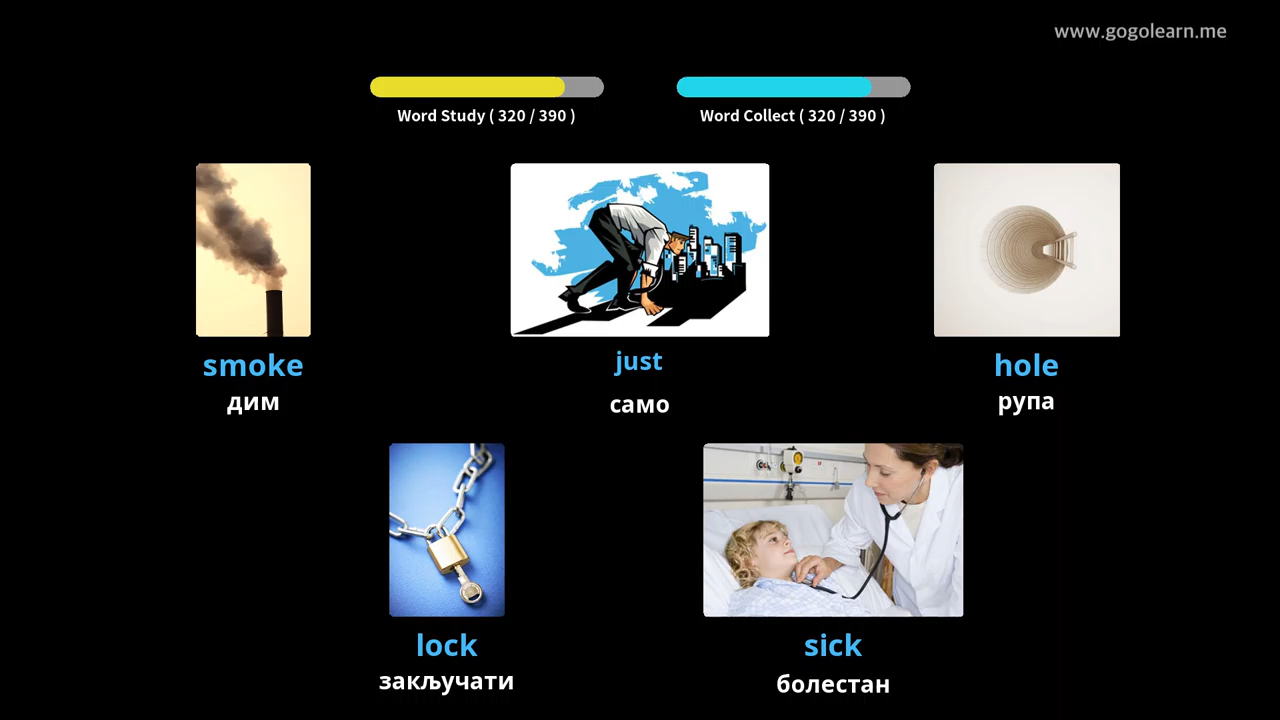 www.gogolearn.me
Word Study ( 320 / 390 )
Word Collect ( 320 / 390 )
smoke
дим
just
само
hole
рупа
lock
закључати
sick
болестан